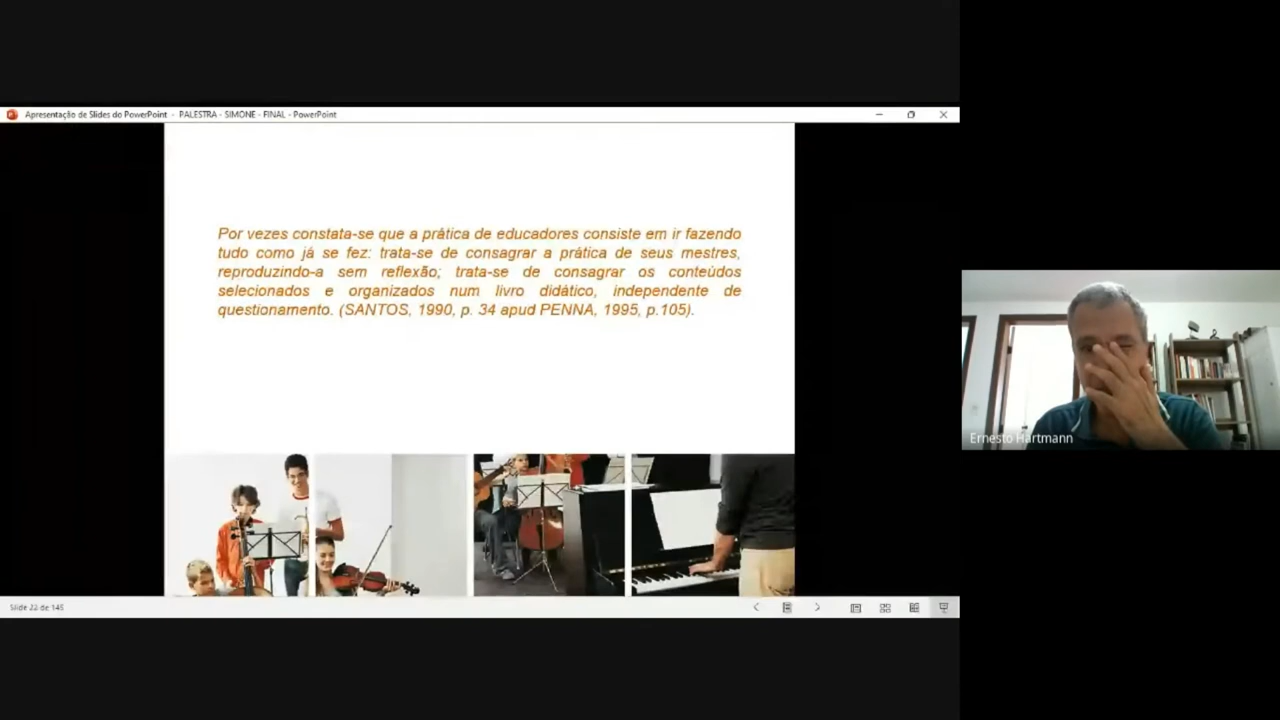 Apresentação de Slides do PowerPoint - PALESTRA - SIMONE - FINAL - PowerPoint
Por vezes constata-se que a prática de educadores consiste em ir fazendo
tudo como já se fez: trata-se de consagrar a prática de seus mestres,
reproduzindo-a sem reflexão; trata-se de consagrar os conteúdos
selecionados e organizados num livro didático, independente de
questionamento. (SANTOS, 1990, p. 34 apud PENNA, 1995, p.105).
Ernesto Hartmann
Slide 22 de 145